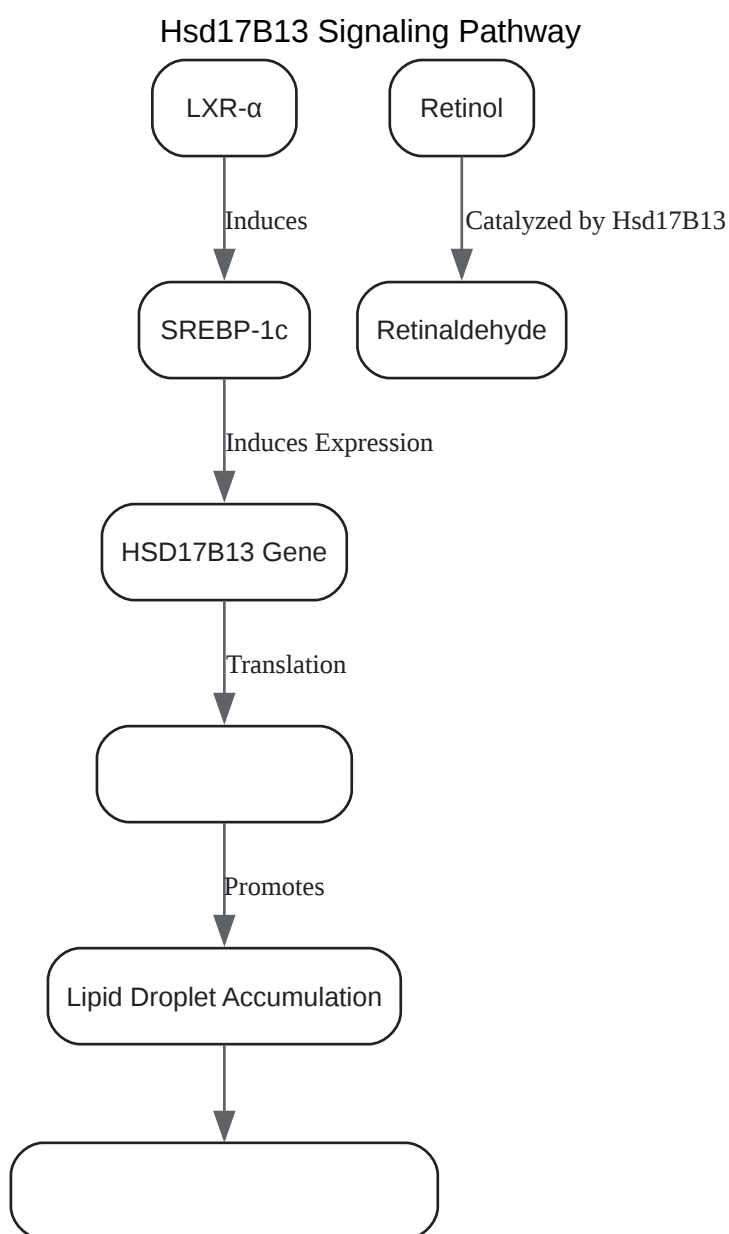 Hsd17B13 Signaling Pathway
LXR-α
Retinol
Induces
Catalyzed by Hsd17B13
SREBP-1c
Retinaldehyde
Induces Expression
HSD17B13 Gene
Translation
Promotes
Lipid Droplet Accumulation